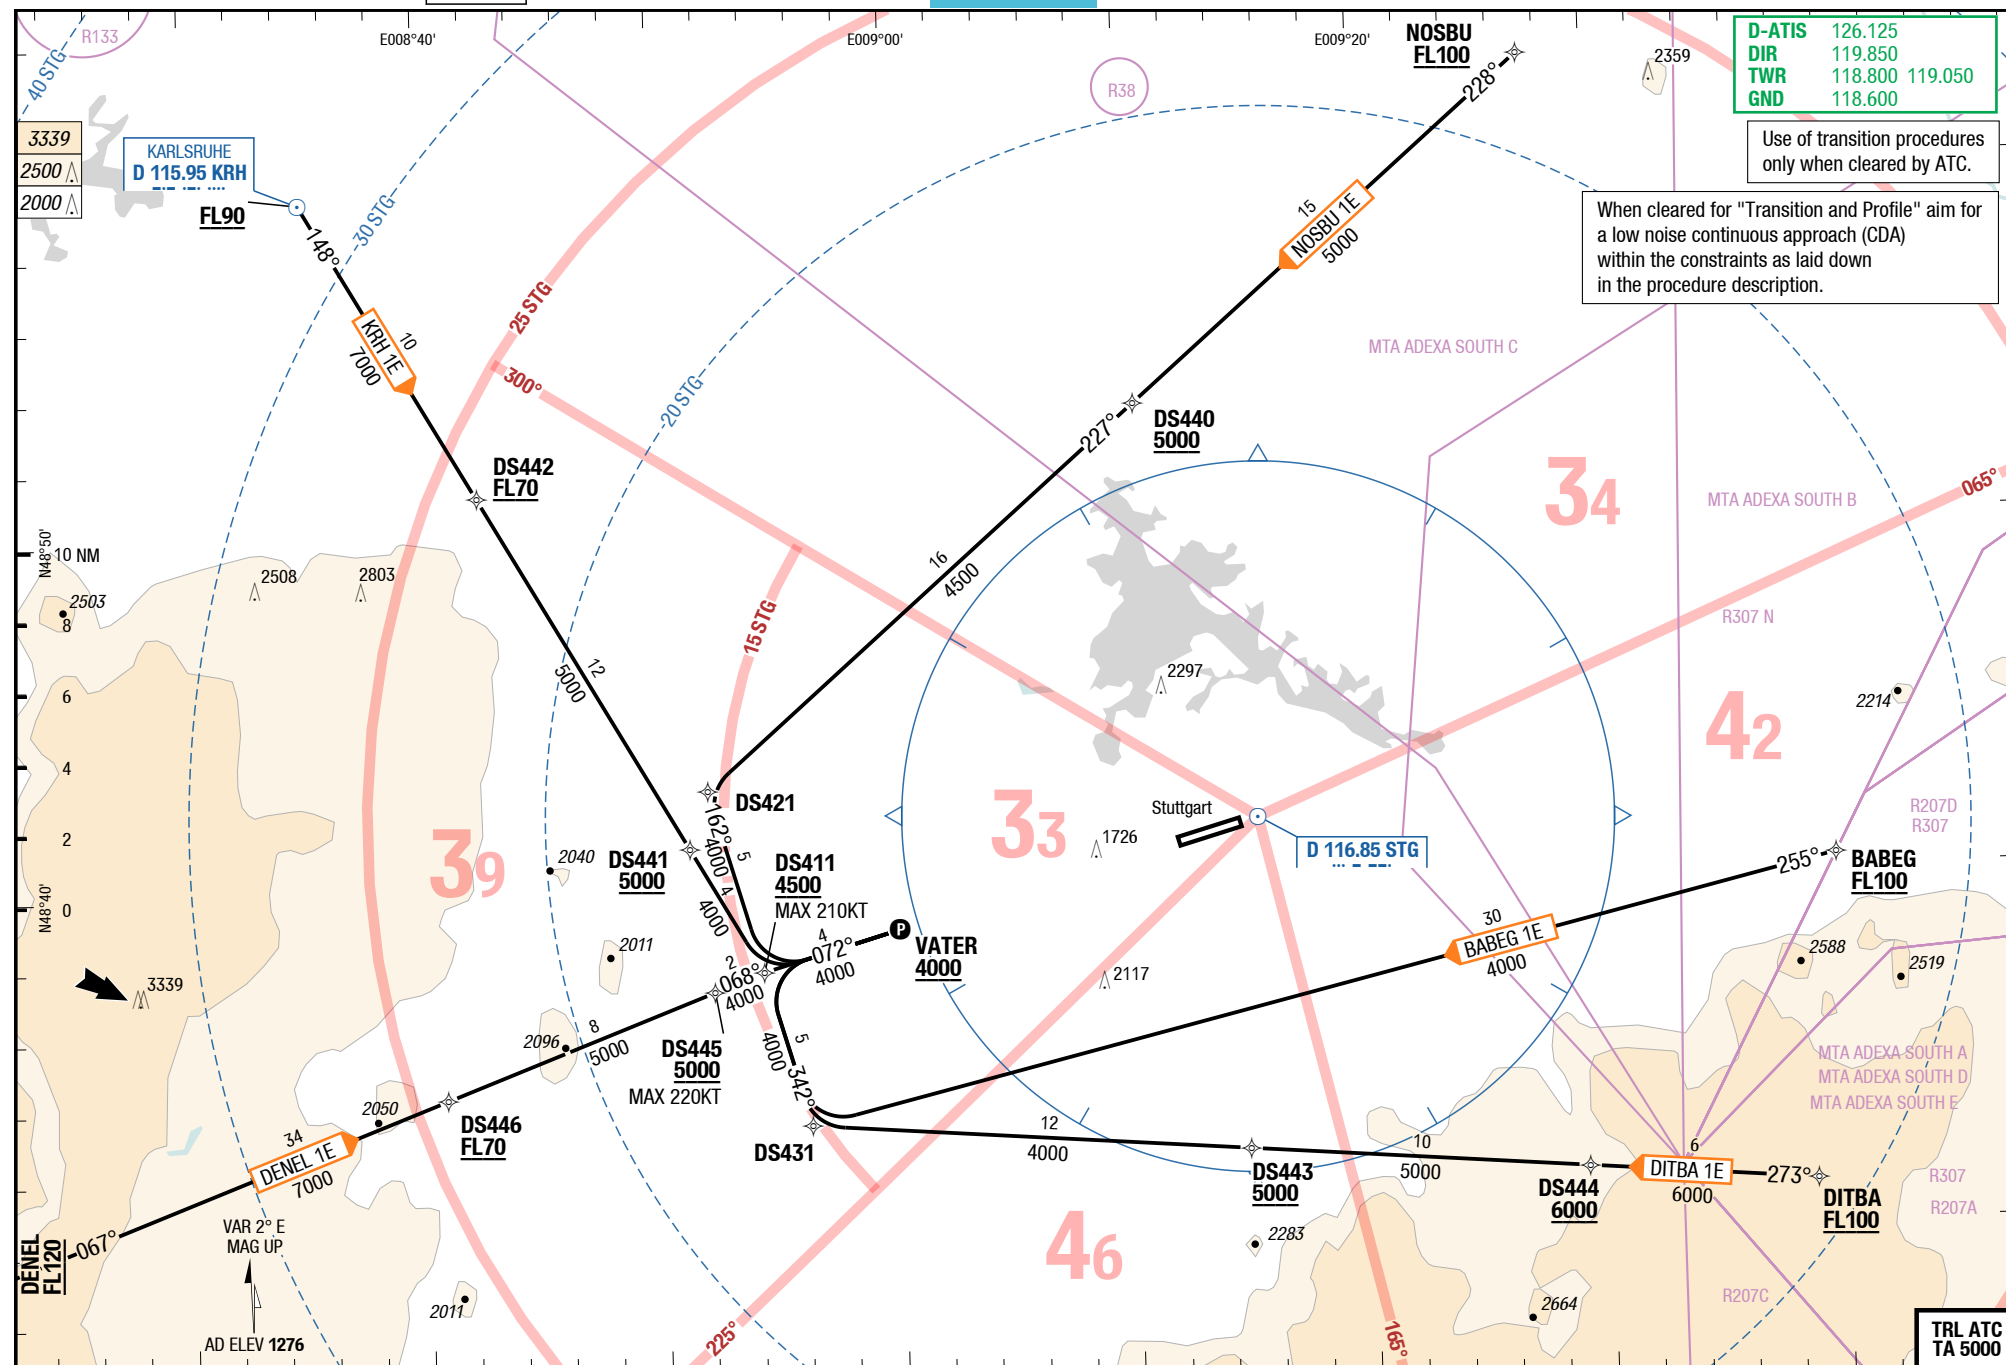 R133
E008°40'
E009°00'
E009°20'
NOSBU
FL100
228°
2359
D-ATIS 126.125
DIR 119.850
TWR 118.800 119.050
GND 118.600
Use of transition procedures
only when cleared by ATC.
When cleared for "Transition and Profile" aim for
a low noise continuous approach (CDA)
within the constraints as laid down
in the procedure description.
40 STG
R38
3339
2500
2000
KARLSRUHE
D 115.95 KRH
FL90
148°
30 STG
15
NOSBU 1E
5000
25 STG
10
KRH 1E
7000
MTA ADEXA SOUTH C
300°
20 STG
227°
DS440
5000
DS442
FL70
34
065°
MTA ADEXA SOUTH B
N48°50'
10 NM
8
6
4
2
0
N48°40'
2508
2803
2503
16
4500
15 STG
R307 N
12
5000
2297
2214
42
DS421
162°
4000
5
Stuttgart
33
1726
D 116.85 STG
R207D
R307
39
2040
DS441
5000
4
4000
DS411
4500
MAX 210KT
BABEG
FL100
255°
30
BABEG 1E
4000
4
072°
4000
VATER
4000
P
2011
2
068°
4000
2117
2588
2519
3339
2096
8
5000
DS445
5000
MAX 220KT
5
4000
342°
MTA ADEXA SOUTH A
MTA ADEXA SOUTH D
MTA ADEXA SOUTH E
2050
DS446
FL70
34
DENEL 1E
7000
DS431
12
4000
DS443
5000
10
5000
DS444
6000
6
DITBA 1E
6000
273°
DITBA
FL100
R307
R207A
DENEL
FL120
067°
VAR 2° E
MAG UP
AD ELEV 1276
2011
46
2283
2664
R207C
225°
165°
TRL ATC
TA 5000